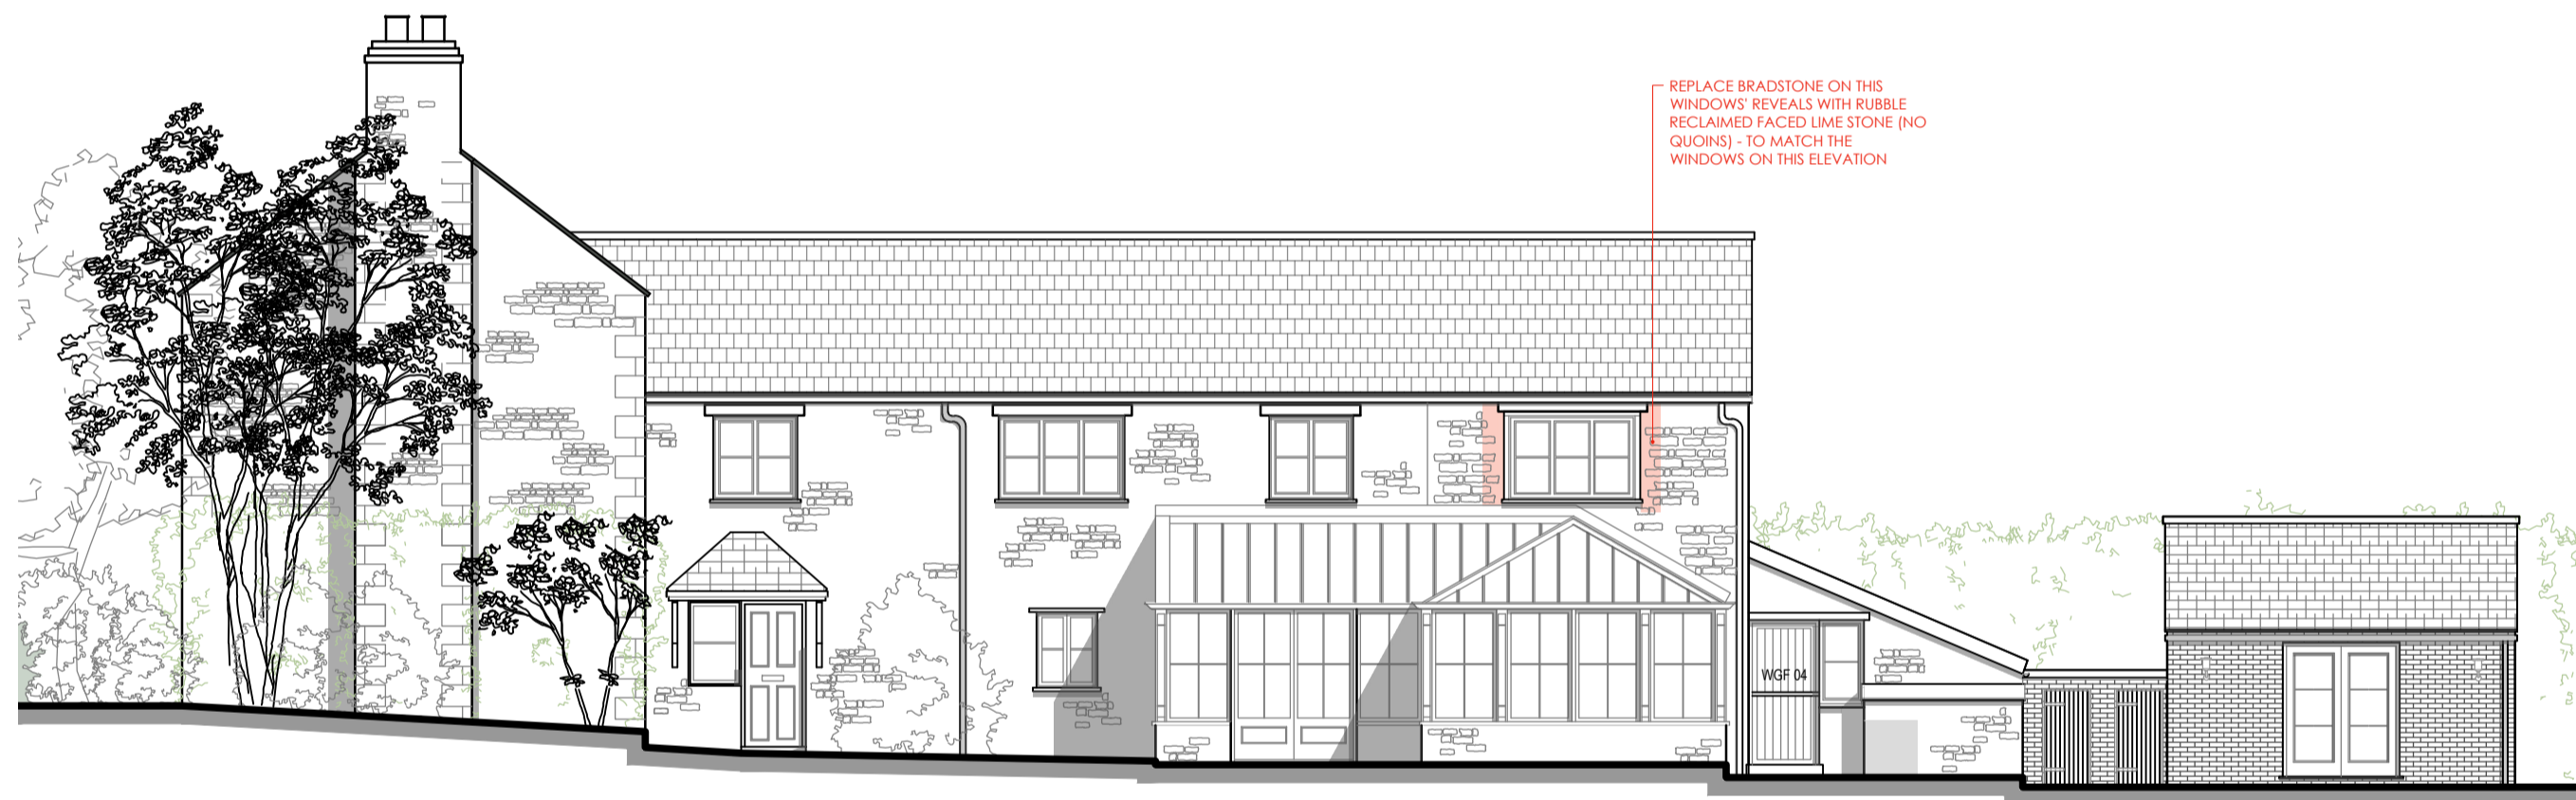 REPLACE BRADSTONE ON THIS
WINDOWS' REVEALS WITH RUBBLE
RECLAIMED FACED LIME STONE (NO
QUOINS) - TO MATCH THE
WINDOWS ON THIS ELEVATION
WGF 04